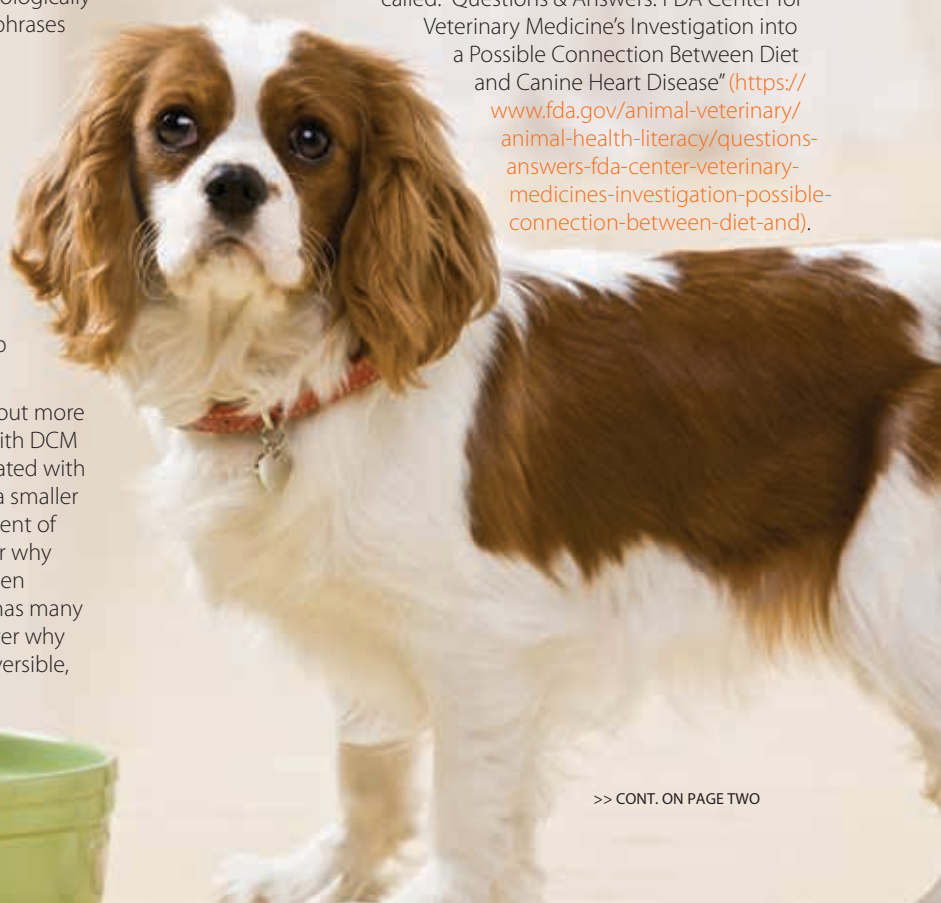 ologically
phrases
out more
ith DCM
ated with
a smaller
ent of
r why
en
has many
er why
versible,
called: "Questions & Answers: FDA Center for
Veterinary Medicine's Investigation into
a Possible Connection Between Diet
and Canine Heart Disease" (https://
www.fda.gov/animal-veterinary/
animal-health-literacy/questions-
answers-fda-center-veterinary-
medicines-investigation-possible-
connection-between-diet-and).
>> CONT. ON PAGE TWO